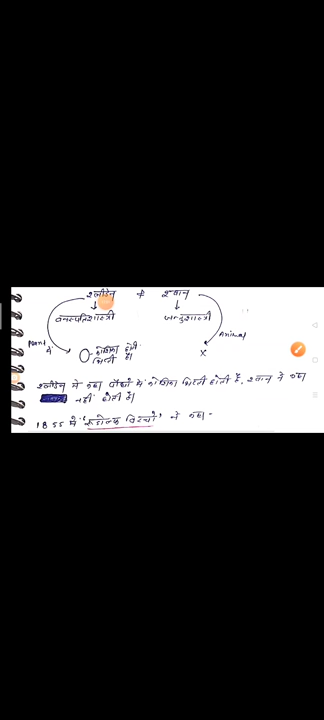 श्लीडेन & श्वान
वनस्पतिशास्त्री जन्तुशास्त्री
Plant में कोशिका होती Animal
भित्ती है। X
श्लीडेन ने कहा पौधों में कोशिका भित्ती होती है, श्वान ने कहा
नहीं होती है।
1855 में 'रूडोल्फ विरचो' ने कहा -